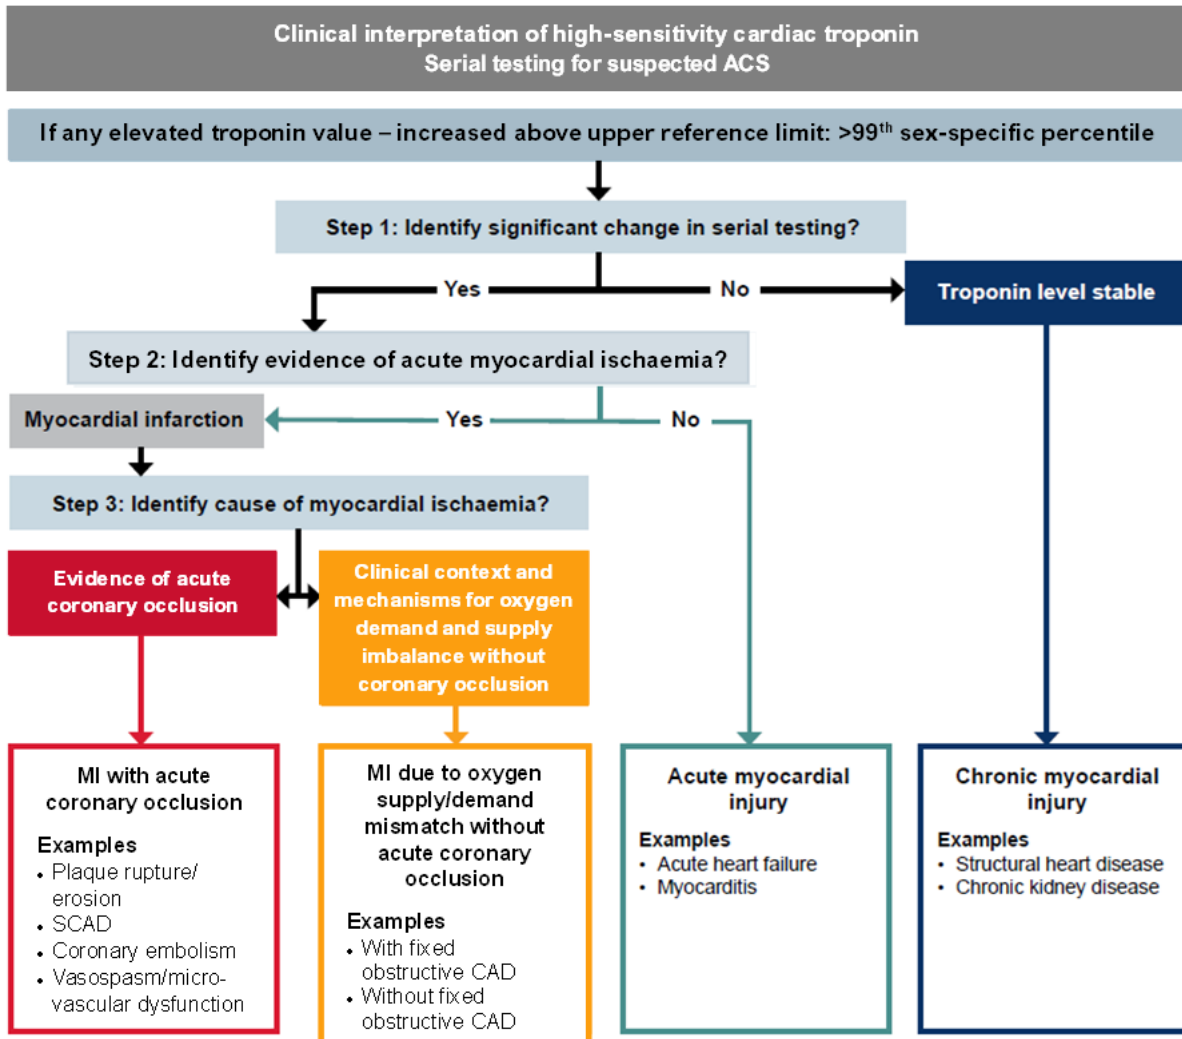 Clinical interpretation of high-sensitivity cardiac troponin
Serial testing for suspected ACS
If any elevated troponin value – increased above upper reference limit: >99th sex-specific percentile
Step 1: Identify significant change in serial testing?
Yes
No
Troponin level stable
Step 2: Identify evidence of acute myocardial ischaemia?
Myocardial infarction
Yes
No
Step 3: Identify cause of myocardial ischaemia?
Evidence of acute
coronary occlusion
Clinical context and
mechanisms for oxygen
demand and supply
imbalance without
coronary occlusion
MI with acute
coronary occlusion
Examples
• Plaque rupture/
erosion
• SCAD
• Coronary embolism
• Vasospasm/micro-
vascular dysfunction
MI due to oxygen
supply/demand
mismatch without
acute coronary
occlusion
Examples
• With fixed
obstructive CAD
• Without fixed
obstructive CAD
Acute myocardial
injury
Examples
• Acute heart failure
• Myocarditis
Chronic myocardial
injury
Examples
• Structural heart disease
• Chronic kidney disease